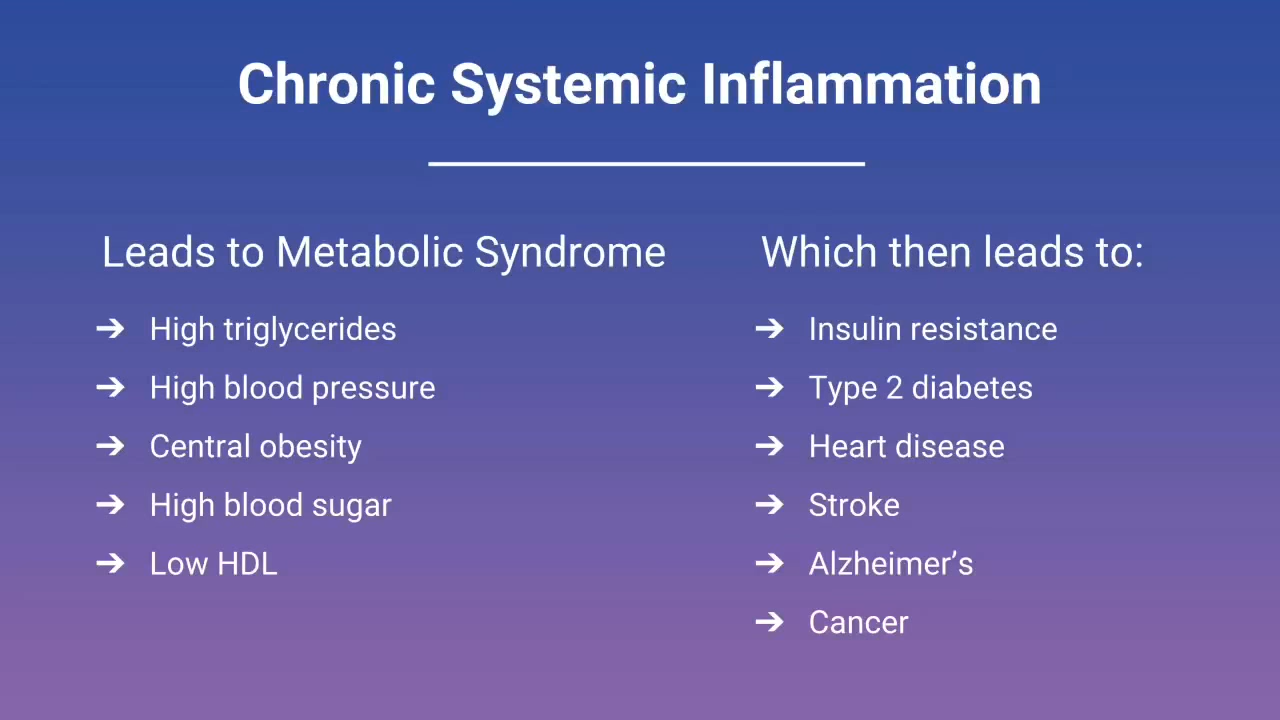 Chronic Systemic Inflammation
Leads to Metabolic Syndrome
➔ High triglycerides
➔ High blood pressure
➔ Central obesity
➔ High blood sugar
➔ Low HDL
Which then leads to:
➔ Insulin resistance
➔ Type 2 diabetes
➔ Heart disease
➔ Stroke
➔ Alzheimer’s
➔ Cancer